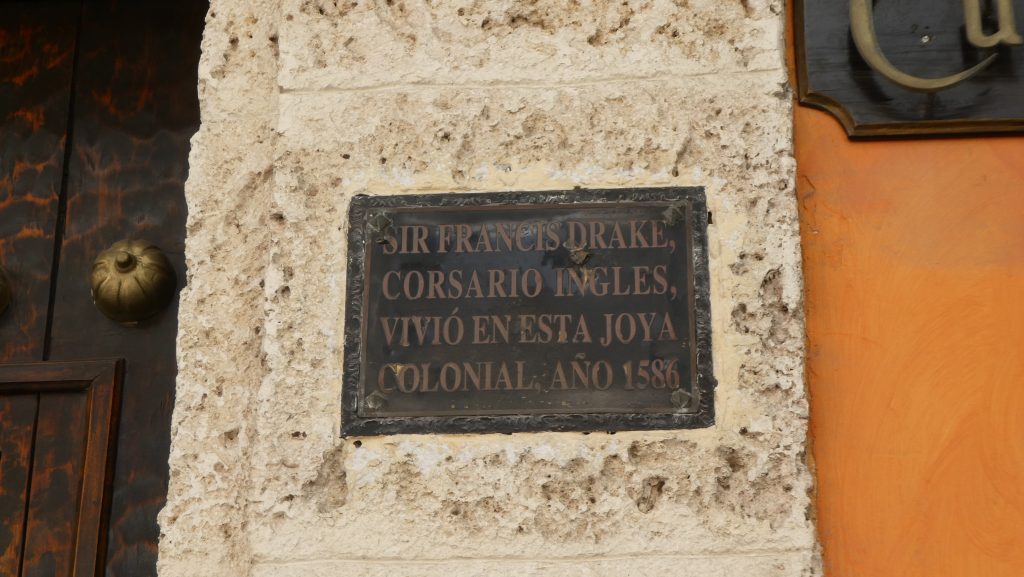 SIR FRANCIS DRAKE,
CORSARIO INGLES,
VIVIÓ EN ESTA JOYA
COLONIAL, AÑO 1586